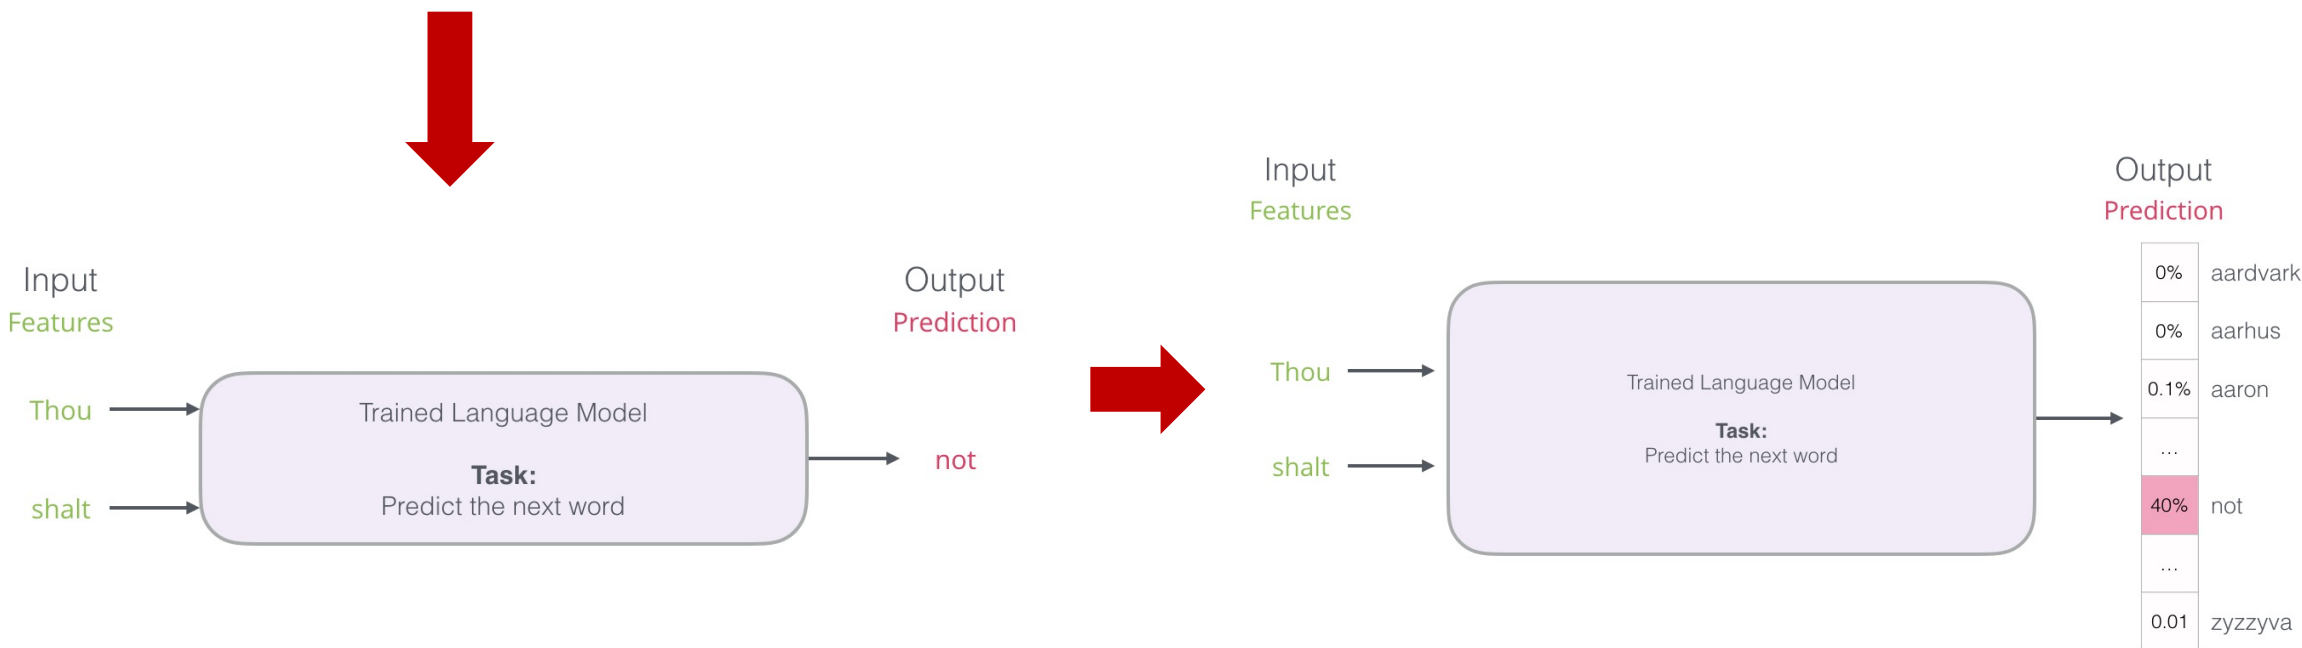 Input
Features
Thou
shalt
Trained Language Model
Task:
Predict the next word
Output
Prediction
not
Input
Features
Thou
shalt
Trained Language Model
Task:
Predict the next word
Output
Prediction
0% aardvark
0% aarhus
0.1% aaron
...
40% not
...
0.01 zyzzyva